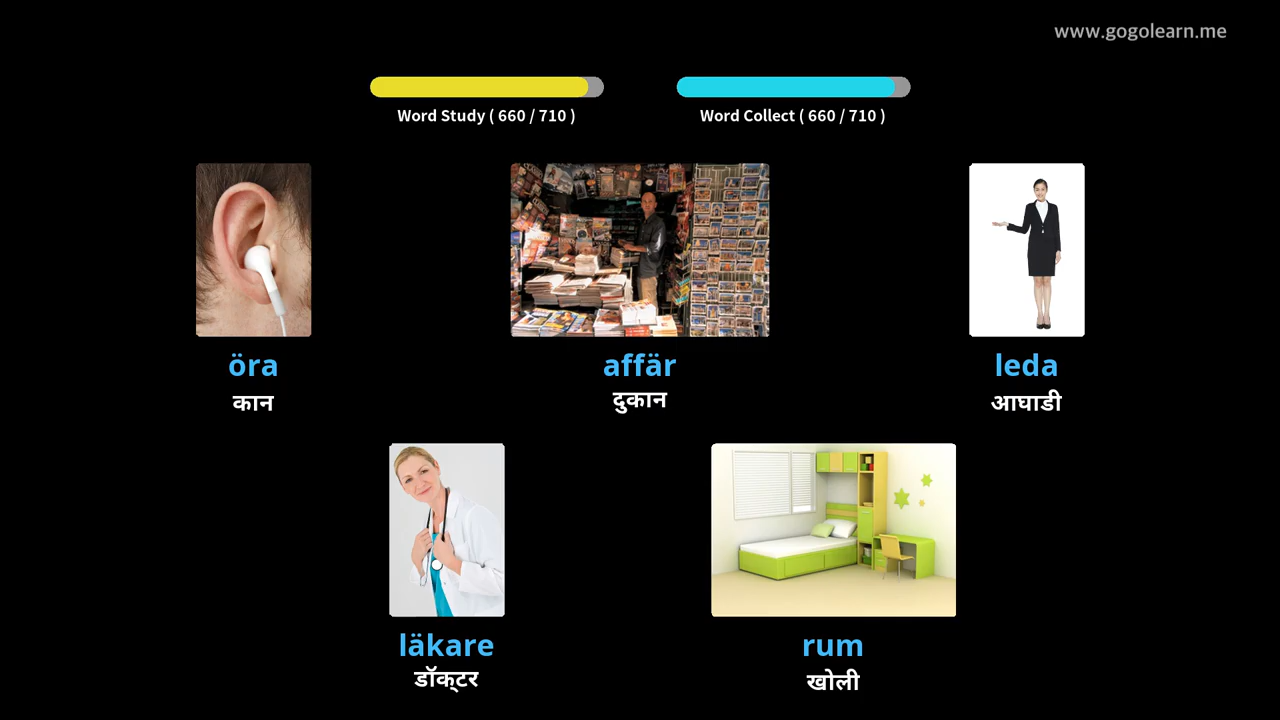 www.gogolearn.me
Word Study ( 660 / 710 )
Word Collect ( 660 / 710 )
öra
कान
affär
दुकान
leda
आघाडी
läkare
डॉक्टर
rum
खोली